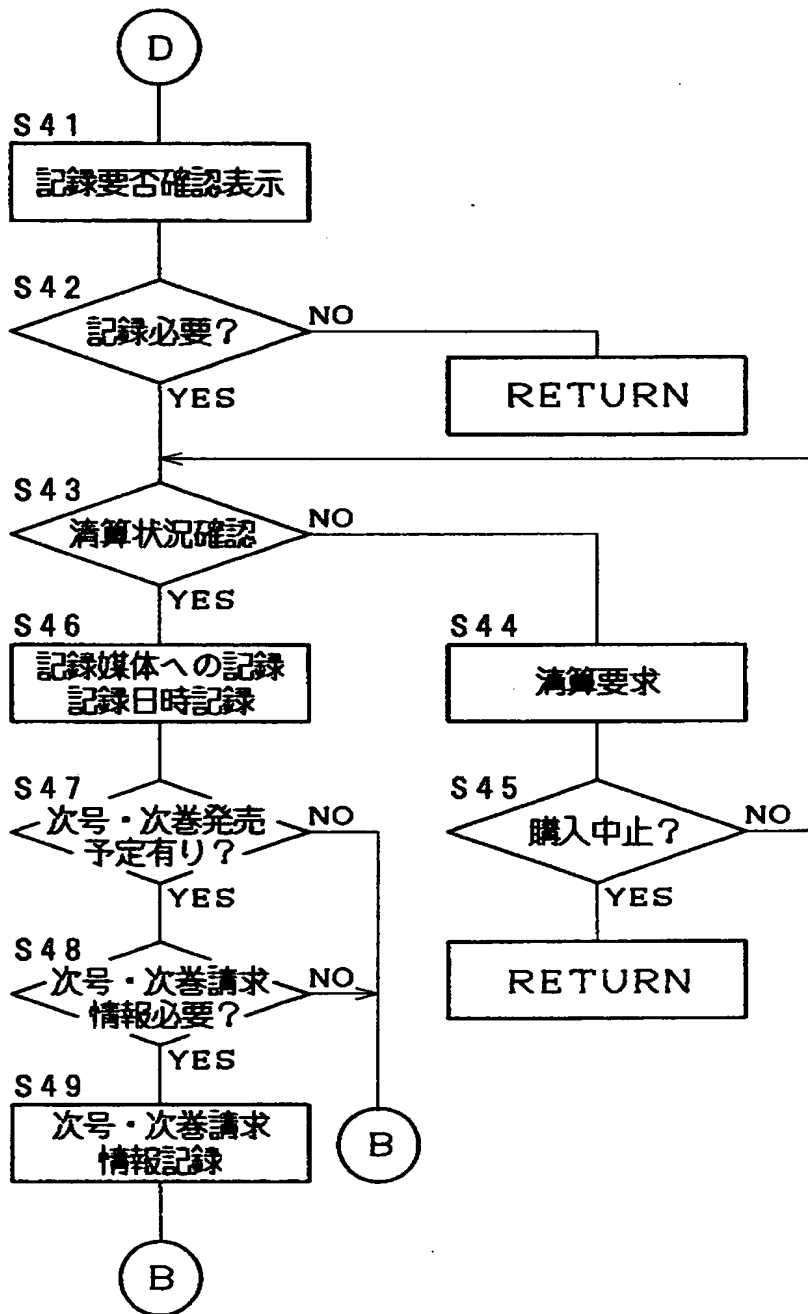 D
S41
記録要否確認表示
S42
記録必要？
NO
YES
RETURN
S43
清算状況確認
NO
YES
S46
記録媒体への記録
記録日時記録
S44
清算要求
S47
次号・次巻発売
予定有り？
NO
YES
S45
購入中止？
NO
YES
S48
次号・次巻請求
情報必要？
NO
YES
RETURN
S49
次号・次巻請求
情報記録
B
B